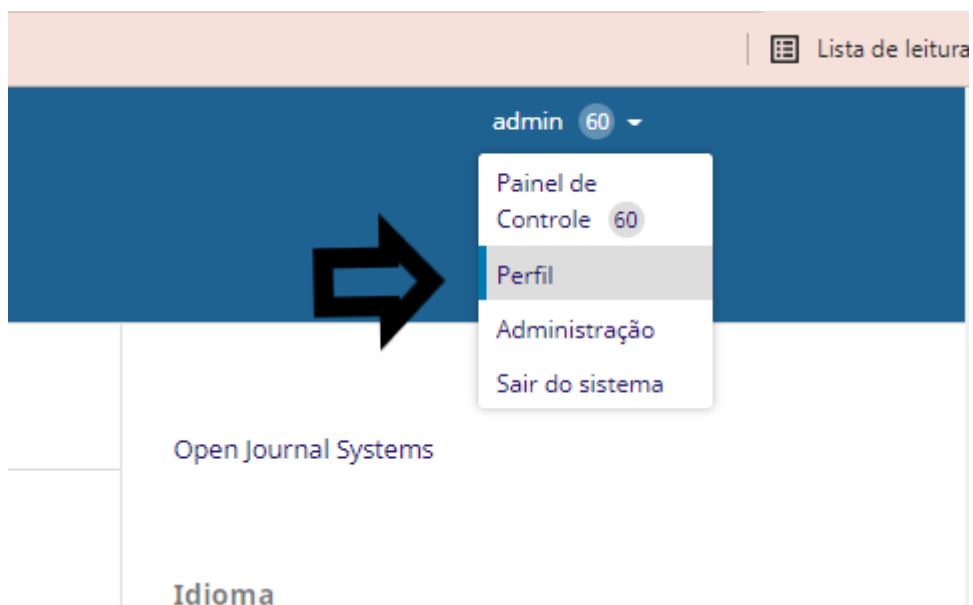 Lista de leitura
admin 60
Painel de
Controle 60
Perfil
Administração
Sair do sistema
Open Journal Systems
Idioma